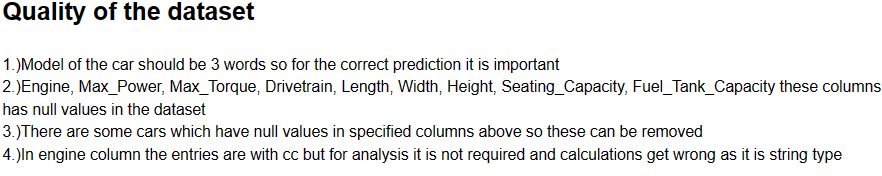 Quality of the dataset
1.)Model of the car should be 3 words so for the correct prediction it is important
2.)Engine, Max_Power, Max_Torque, Drivetrain, Length, Width, Height, Seating_Capacity, Fuel_Tank_Capacity these columns
has null values in the dataset
3.)There are some cars which have null values in specified columns above so these can be removed
4.)In engine column the entries are with cc but for analysis it is not required and calculations get wrong as it is string type